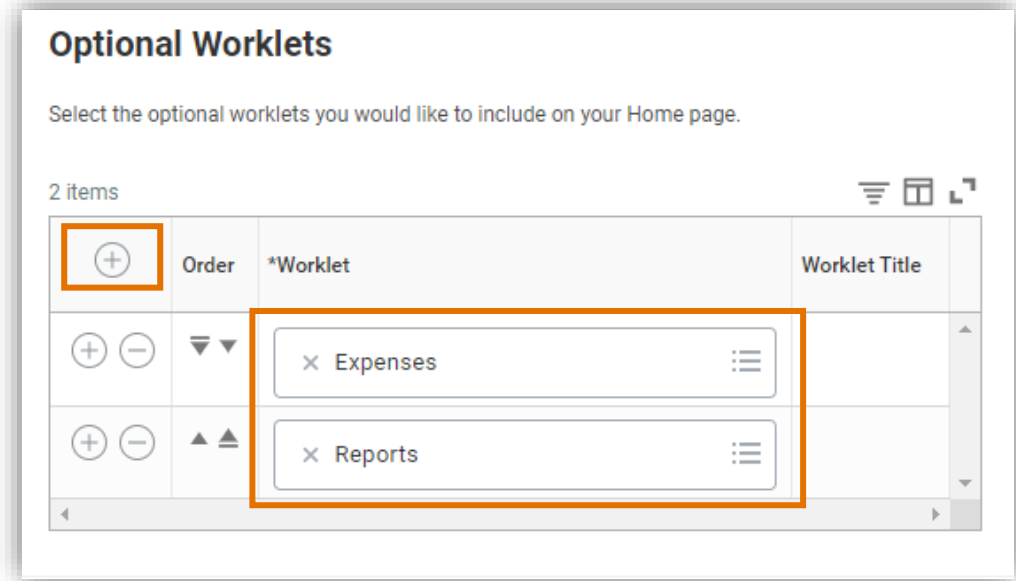 Optional Worklets
Select the optional worklets you would like to include on your Home page.
2 items
Order *Worklet Worklet Title
Expenses
Reports